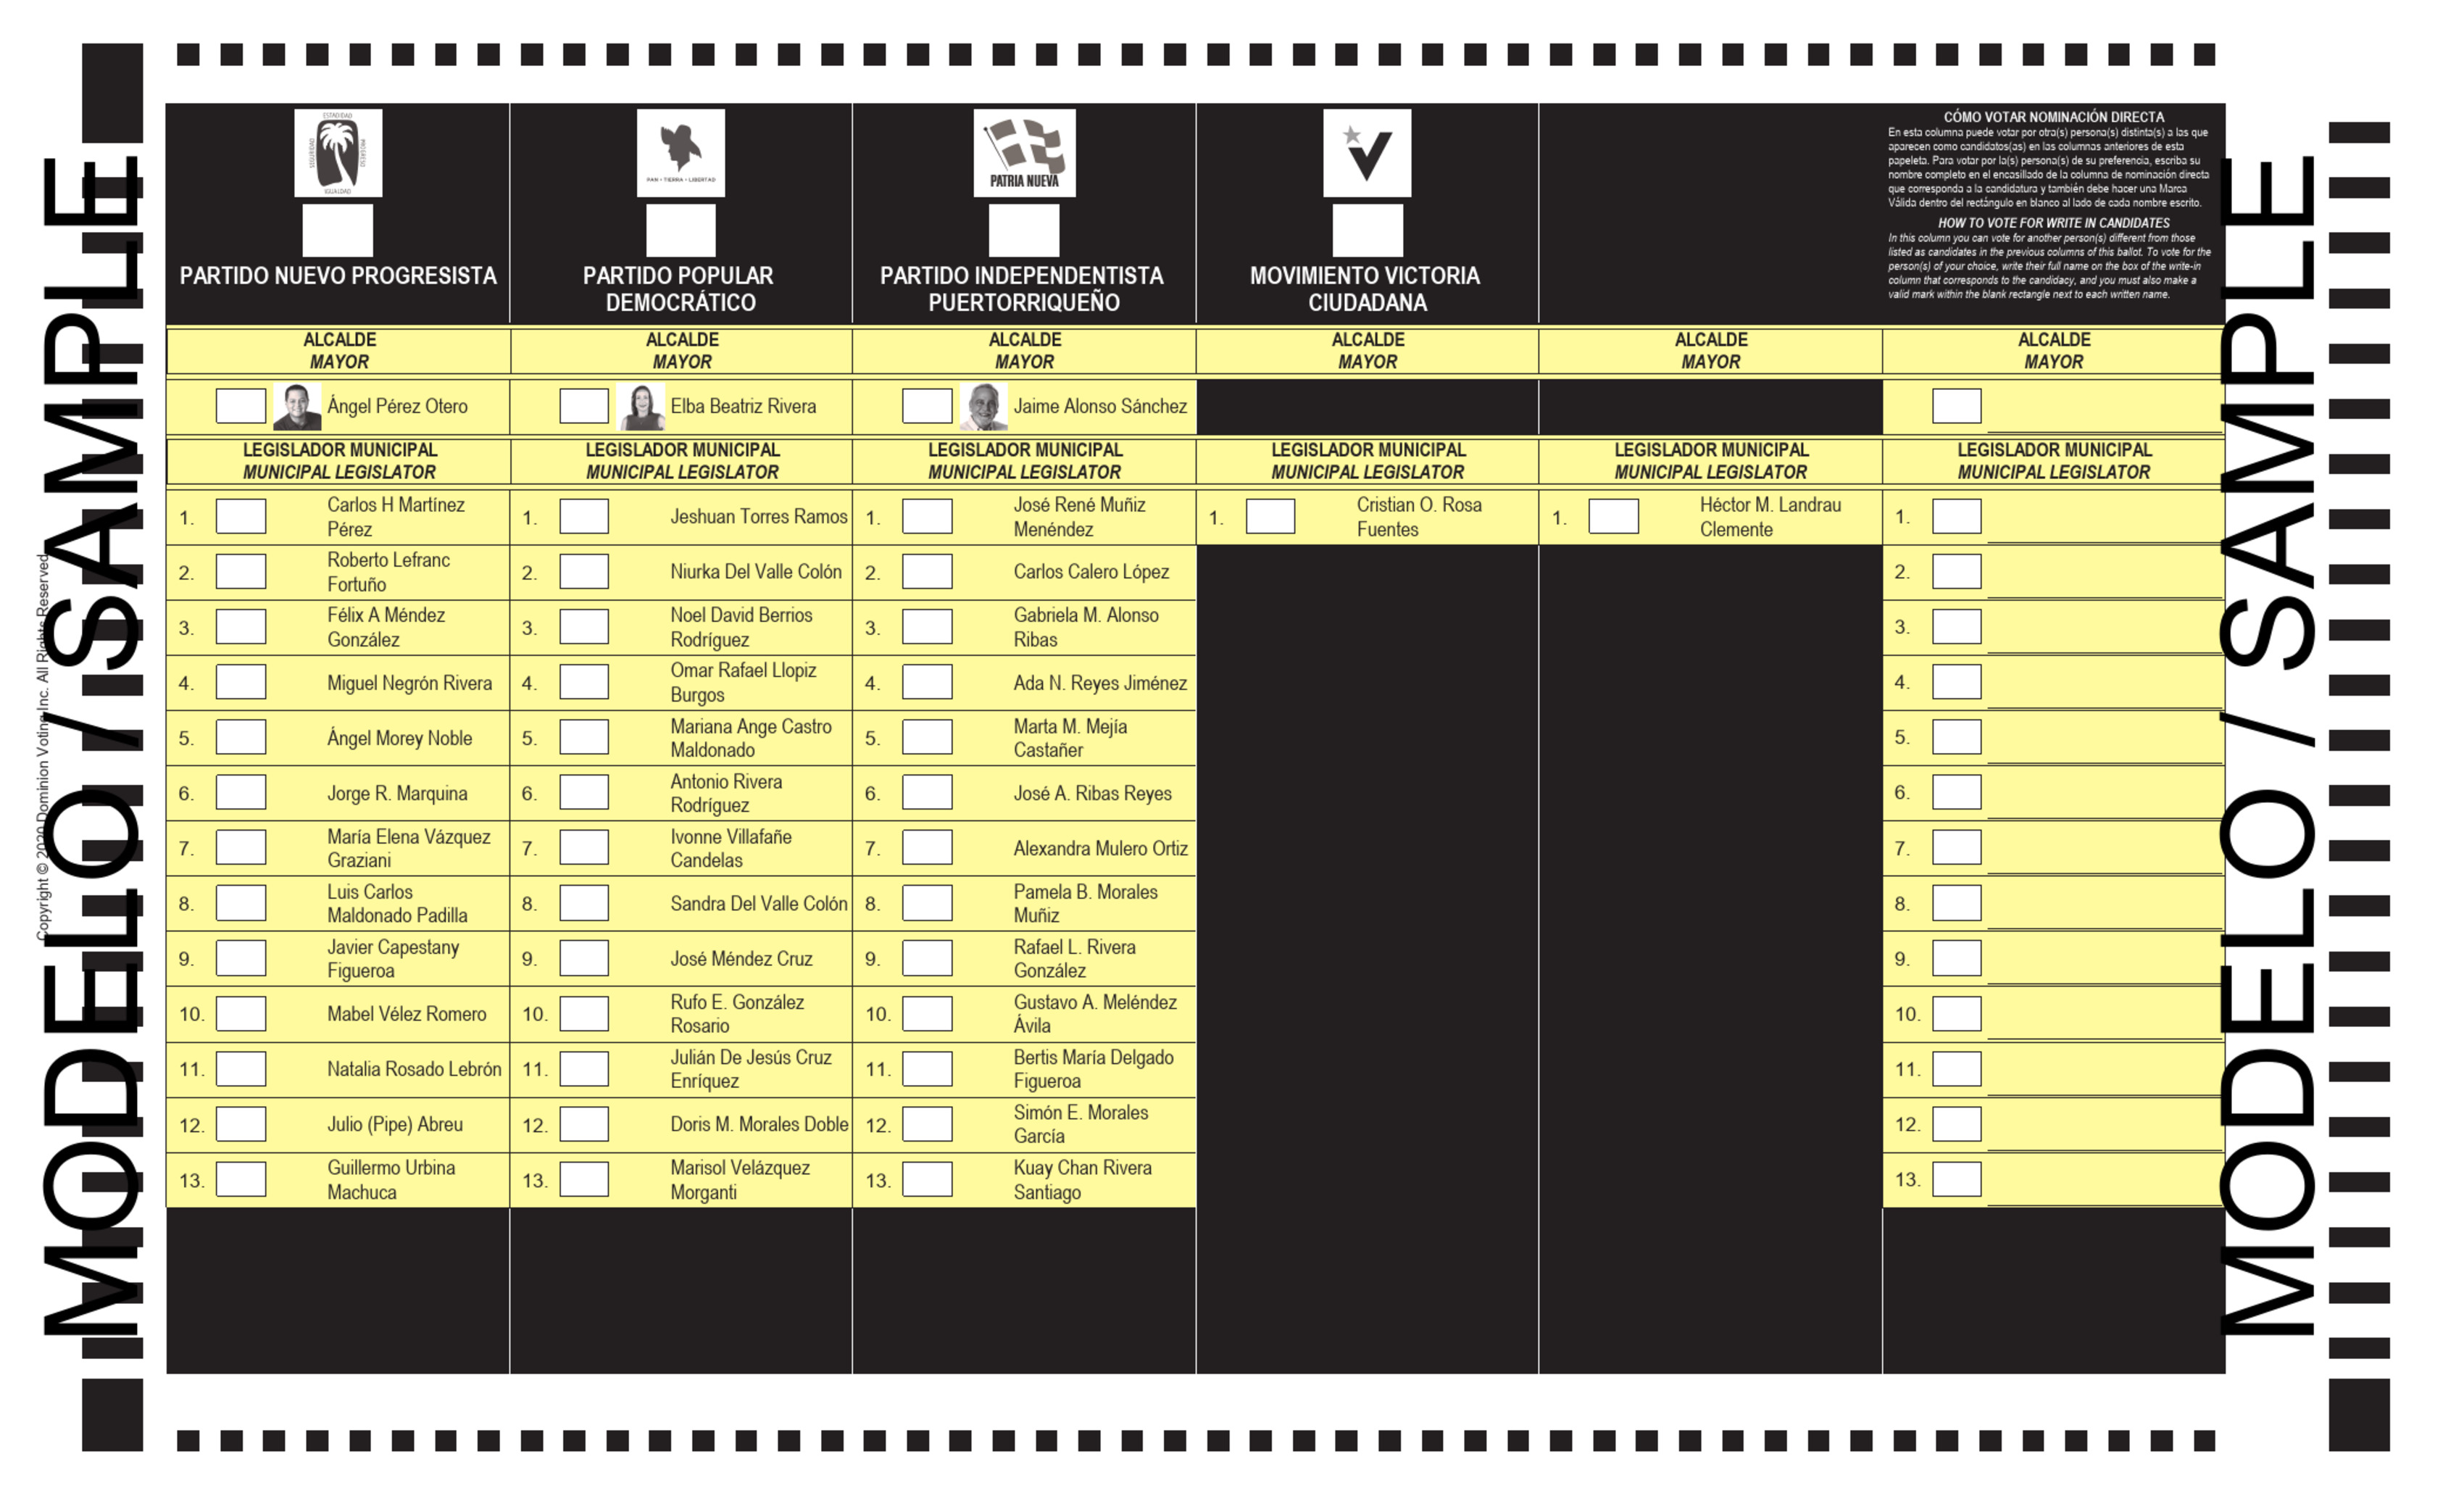 ESTADIDAD
SEGURIDAD
PROGRESO
IGUALDAD
PARTIDO NUEVO PROGRESISTA
PAN • TIERRA • LIBERTAD
PARTIDO POPULAR
DEMOCRÁTICO
PATRIA NUEVA
PARTIDO INDEPENDENTISTA
PUERTORRIQUEÑO
MOVIMIENTO VICTORIA
CIUDADANA
CÓMO VOTAR NOMINACIÓN DIRECTA
En esta columna puede votar por otra(s) persona(s) distinta(s) a las que
aparecen como candidatos(as) en las columnas anteriores de esta
papeleta. Para votar por la(s) persona(s) de su preferencia, escriba su
nombre completo en el encasillado de la columna de nominación directa
que corresponda a la candidatura y también debe hacer una Marca
Válida dentro del rectángulo en blanco al lado de cada nombre escrito.
HOW TO VOTE FOR WRITE IN CANDIDATES
In this column you can vote for another person(s) different from those
listed as candidates in the previous columns of this ballot. To vote for the
person(s) of your choice, write their full name on the box of the write-in
column that corresponds to the candidacy, and you must also make a
valid mark within the blank rectangle next to each written name.
ALCALDE
MAYOR
Ángel Pérez Otero
LEGISLADOR MUNICIPAL
MUNICIPAL LEGISLATOR
1. Carlos H Martínez
Pérez
2. Roberto Lefranc
Fortuño
3. Félix A Méndez
González
4. Miguel Negrón Rivera
5. Ángel Morey Noble
6. Jorge R. Marquina
7. María Elena Vázquez
Graziani
8. Luis Carlos
Maldonado Padilla
9. Javier Capestany
Figueroa
10. Mabel Vélez Romero
11. Natalia Rosado Lebrón
12. Julio (Pipe) Abreu
13. Guillermo Urbina
Machuca
ALCALDE
MAYOR
Elba Beatriz Rivera
LEGISLADOR MUNICIPAL
MUNICIPAL LEGISLATOR
1. Jeshuan Torres Ramos
2. Niurka Del Valle Colón
3. Noel David Berrios
Rodríguez
4. Omar Rafael Llopiz
Burgos
5. Mariana Ange Castro
Maldonado
6. Antonio Rivera
Rodríguez
7. Ivonne Villafañe
Candelas
8. Sandra Del Valle Colón
9. José Méndez Cruz
10. Rufo E. González
Rosario
11. Julián De Jesús Cruz
Enríquez
12. Doris M. Morales Doble
13. Marisol Velázquez
Morganti
ALCALDE
MAYOR
Jaime Alonso Sánchez
LEGISLADOR MUNICIPAL
MUNICIPAL LEGISLATOR
1. José René Muñiz
Menéndez
2. Carlos Calero López
3. Gabriela M. Alonso
Ribas
4. Ada N. Reyes Jiménez
5. Marta M. Mejía
Castañer
6. José A. Ribas Reyes
7. Alexandra Mulero Ortiz
8. Pamela B. Morales
Muñiz
9. Rafael L. Rivera
González
10. Gustavo A. Meléndez
Ávila
11. Bertis María Delgado
Figueroa
12. Simón E. Morales
García
13. Kuay Chan Rivera
Santiago
ALCALDE
MAYOR
LEGISLADOR MUNICIPAL
MUNICIPAL LEGISLATOR
1. Cristian O. Rosa
Fuentes
ALCALDE
MAYOR
LEGISLADOR MUNICIPAL
MUNICIPAL LEGISLATOR
1. Héctor M. Landrau
Clemente
ALCALDE
MAYOR
LEGISLADOR MUNICIPAL
MUNICIPAL LEGISLATOR
1.
2.
3.
4.
5.
6.
7.
8.
9.
10.
11.
12.
13.
MODELO / SAMPLE
MODELO / SAMPLE
Copyright © 2020 Dominion Voting Inc. All Rights Reserved